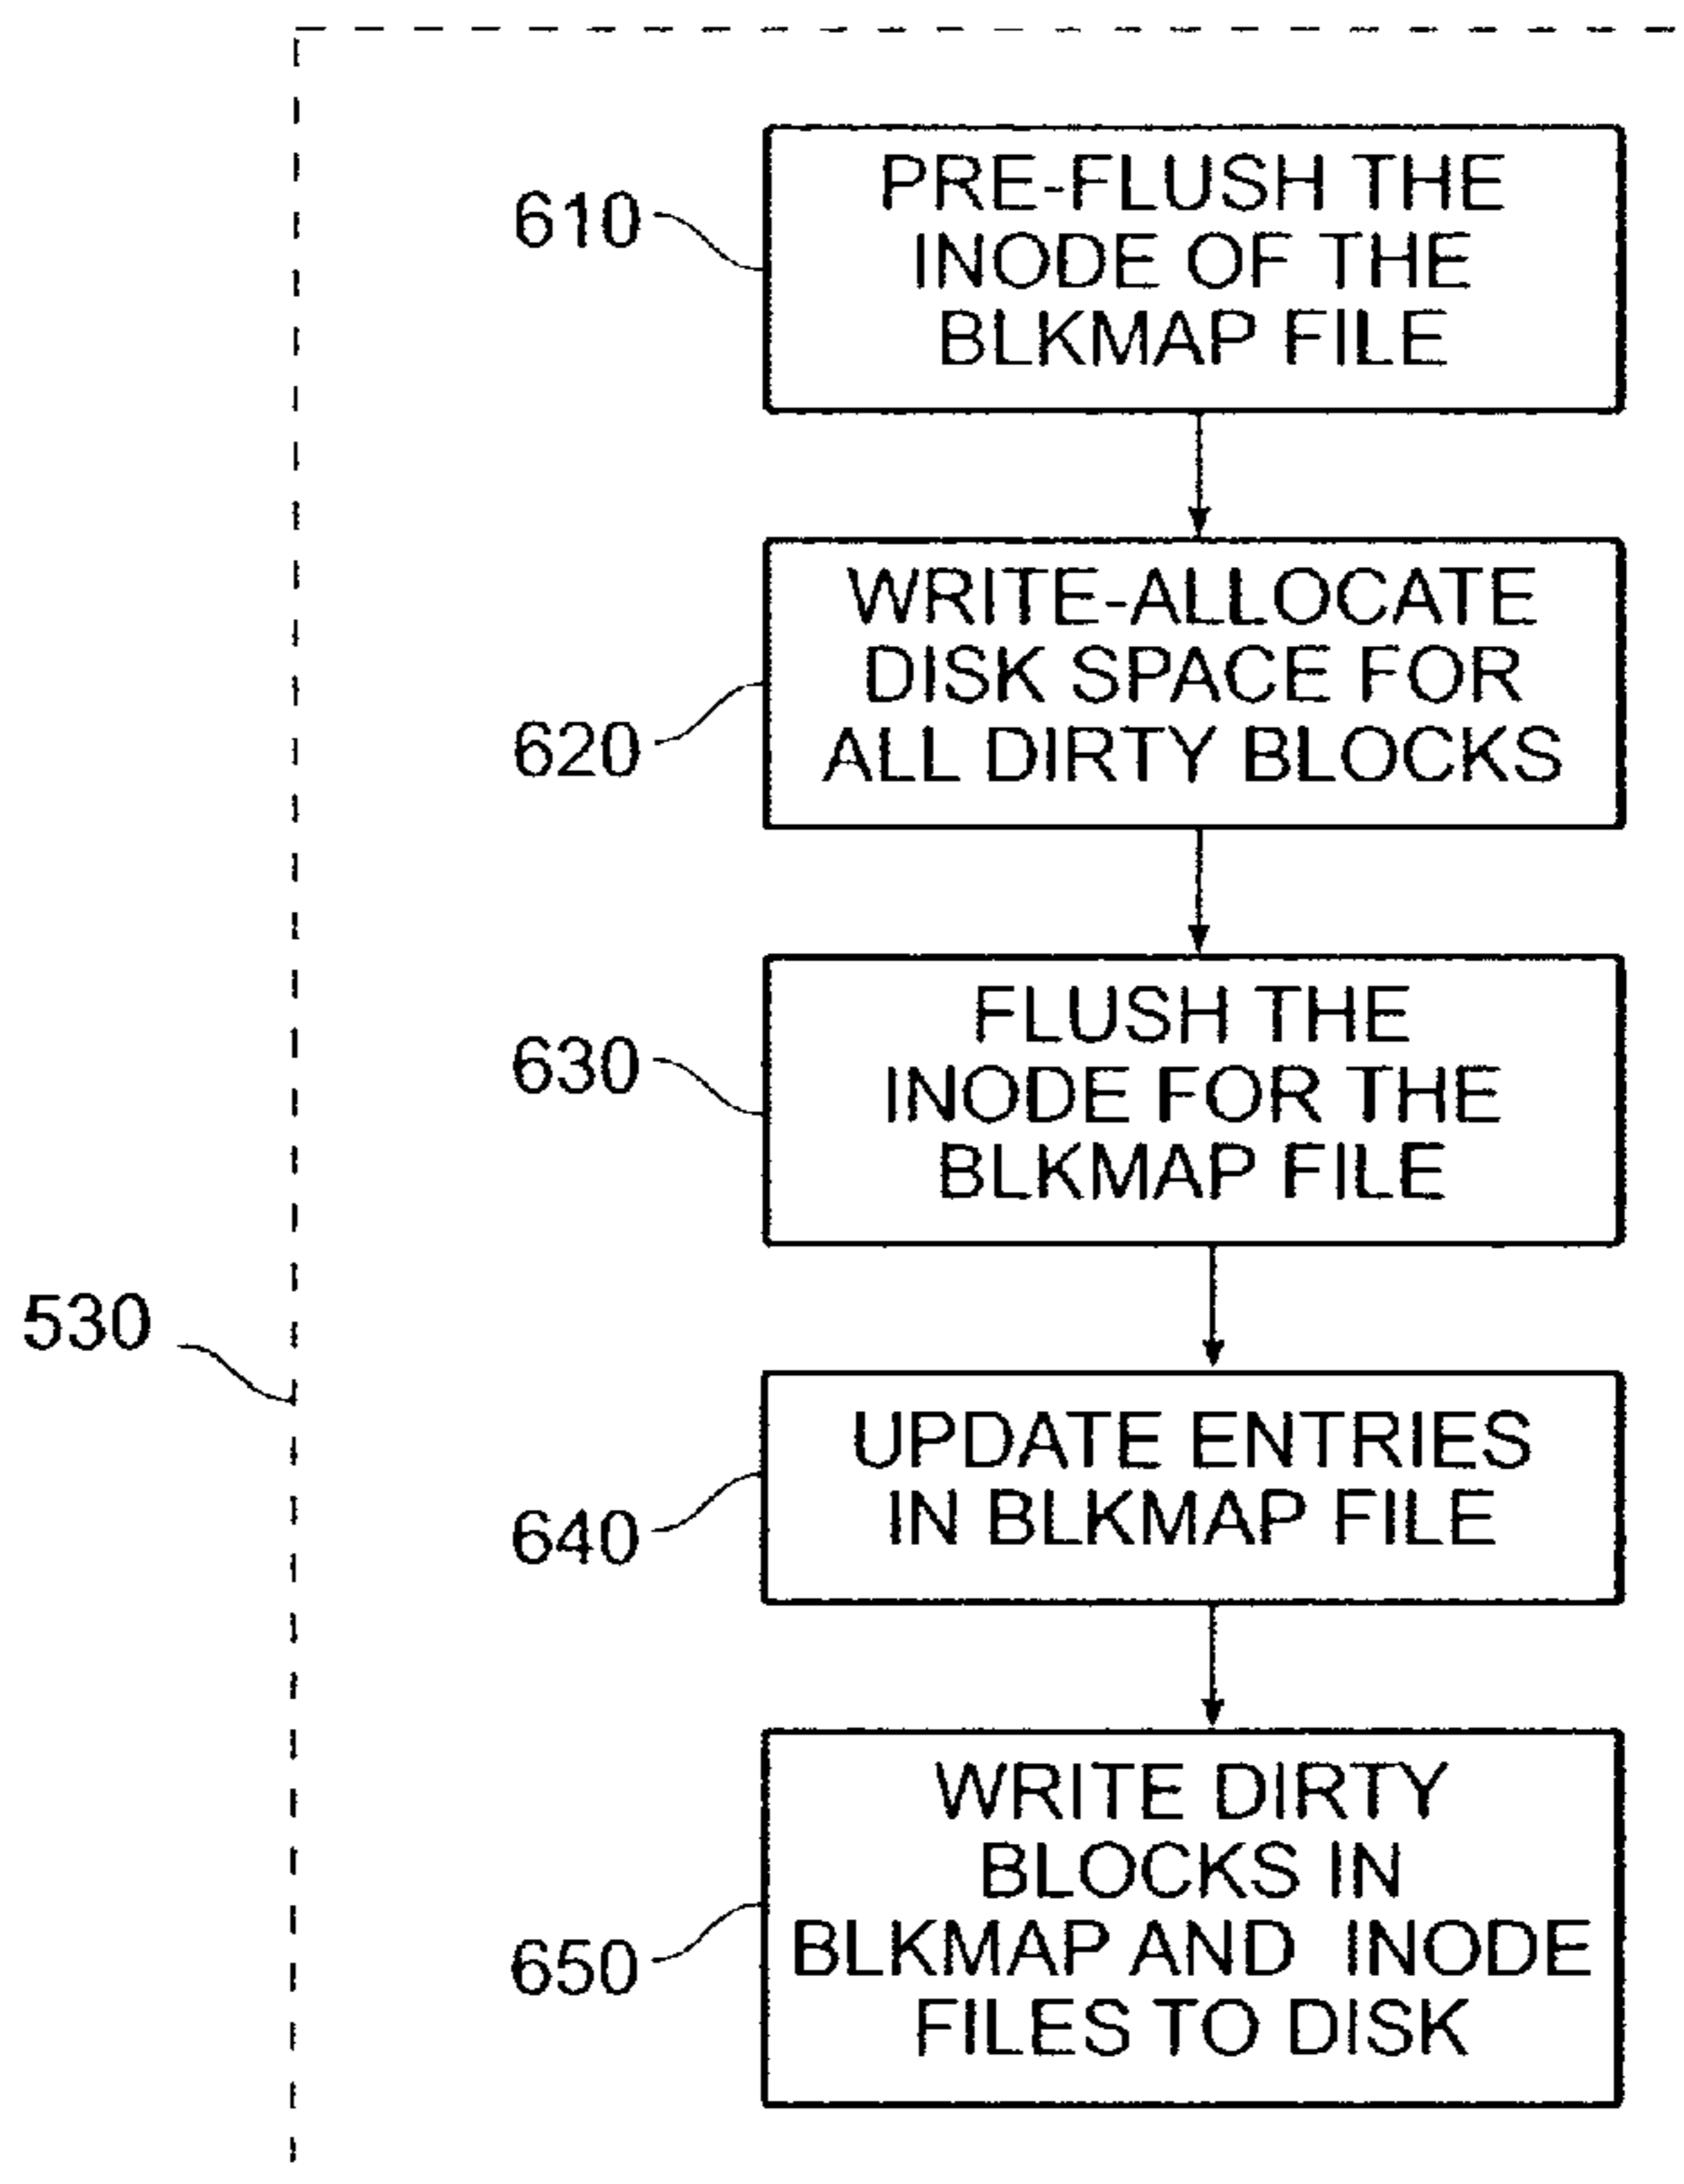 610
PRE-FLUSH THE
INODE OF THE
BLKMAP FILE
620
WRITE-ALLOCATE
DISK SPACE FOR
ALL DIRTY BLOCKS
630
FLUSH THE
INODE FOR THE
BLKMAP FILE
530
640
UPDATE ENTRIES
IN BLKMAP FILE
650
WRITE DIRTY
BLOCKS IN
BLKMAP AND INODE
FILES TO DISK